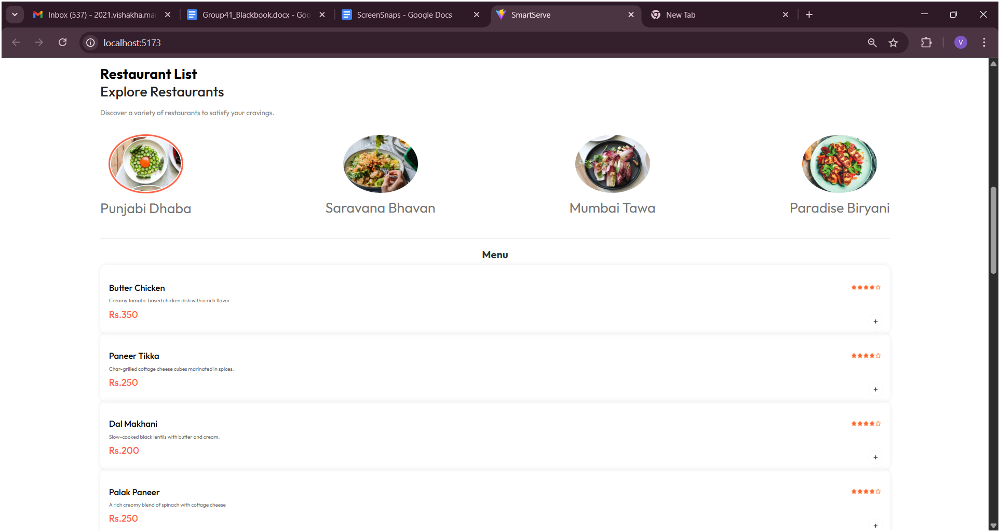 Inbox (537) - 2021.vishakha.mar
Group41_Blackbook.docx - Goo
ScreenSnaps - Google Docs
SmartServe
New Tab
localhost:5173
V
Restaurant List
Explore Restaurants
Discover a variety of restaurants to satisfy your cravings.
Punjabi Dhaba
Saravana Bhavan
Mumbai Tawa
Paradise Biryani
Menu
Butter Chicken
Creamy tomato-based chicken dish with a rich flavor.
Rs.350
+
Paneer Tikka
Char-grilled cottage cheese cubes marinated in spices.
Rs.250
+
Dal Makhani
Slow-cooked black lentils with butter and cream.
Rs.200
+
Palak Paneer
A rich creamy blend of spinach with cottage cheese
Rs.250
+